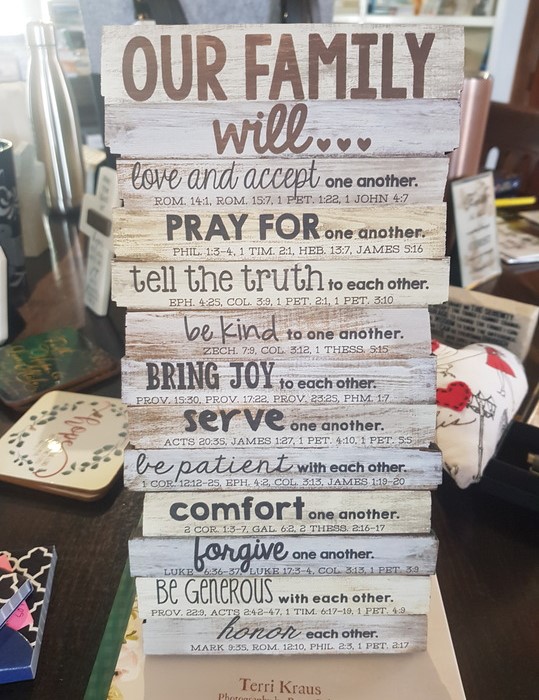 OUR FAMILY
will...
love and accept one another.
ROM. 14:1, ROM. 15:7, 1 PET. 1:22, 1 JOHN 4:7
PRAY FOR one another.
PHIL. 1:3-4, 1 TIM. 2:1, HEB. 13:7, JAMES 5:16
tell the truth to each other.
EPH. 4:25, COL. 3:9, 1 PET. 2:1, 1 PET. 3:10
be kind to one another.
ZECH. 7:9, COL. 3:12, 1 THESS. 5:15
BRING JOY to each other.
PROV. 15:30, PROV. 17:22, PROV. 23:25, PHM. 1:7
serve one another.
ACTS 20:35, JAMES 1:27, 1 PET. 4:10, 1 PET. 5:5
be patient with each other.
1 COR. 12:12-25, EPH. 4:2, COL. 3:13, JAMES 1:19-20
comfort one another.
2 COR. 1:3-7, GAL. 6:2, 2 THESS. 2:16-17
forgive one another.
LUKE 6:36-37, LUKE 17:3-4, COL. 3:13, 1 PET. 3:9
BE GENEROUS with each other.
PROV. 22:9, ACTS 2:42-47, 1 TIM. 6:17-19, 1 PET. 4:9
honor each other.
MARK 9:35, ROM. 12:10, PHIL. 2:3, 1 PET. 2:17
Terri Kraus